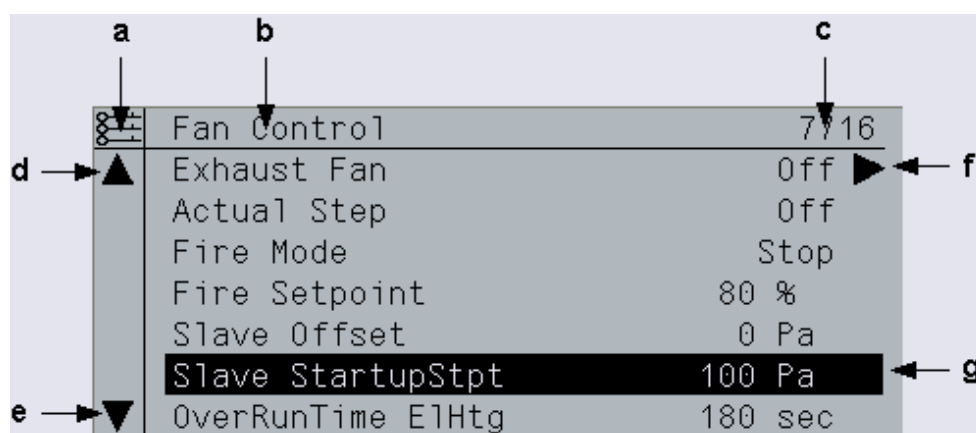 a b c
Fan Control 7/16
d Exhaust Fan Off f
Actual Step Off
Fire Mode Stop
Fire Setpoint 80 %
Slave Offset 0 Pa
Slave StartupStpt 100 Pa g
e OverRunTime ElHtg 180 sec